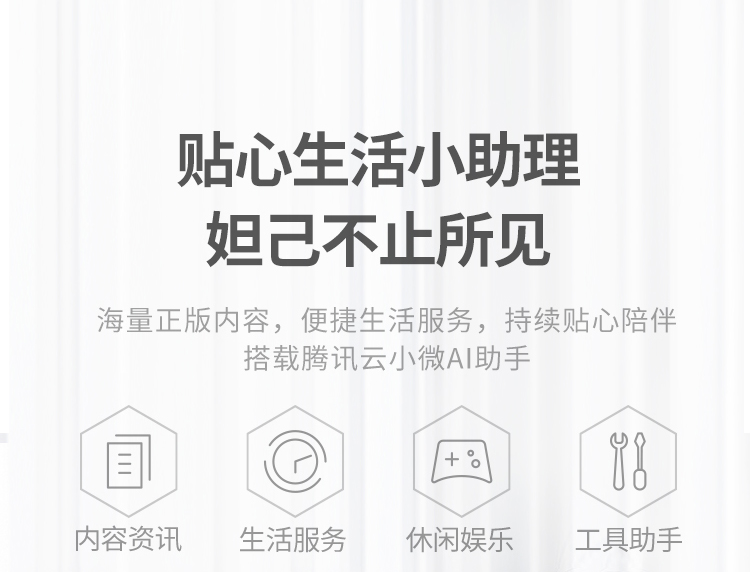 贴心生活小助理
妲己不止所见
海量正版内容，便捷生活服务，持续贴心陪伴
搭载腾讯云小微AI助手
内容资讯
生活服务
休闲娱乐
工具助手